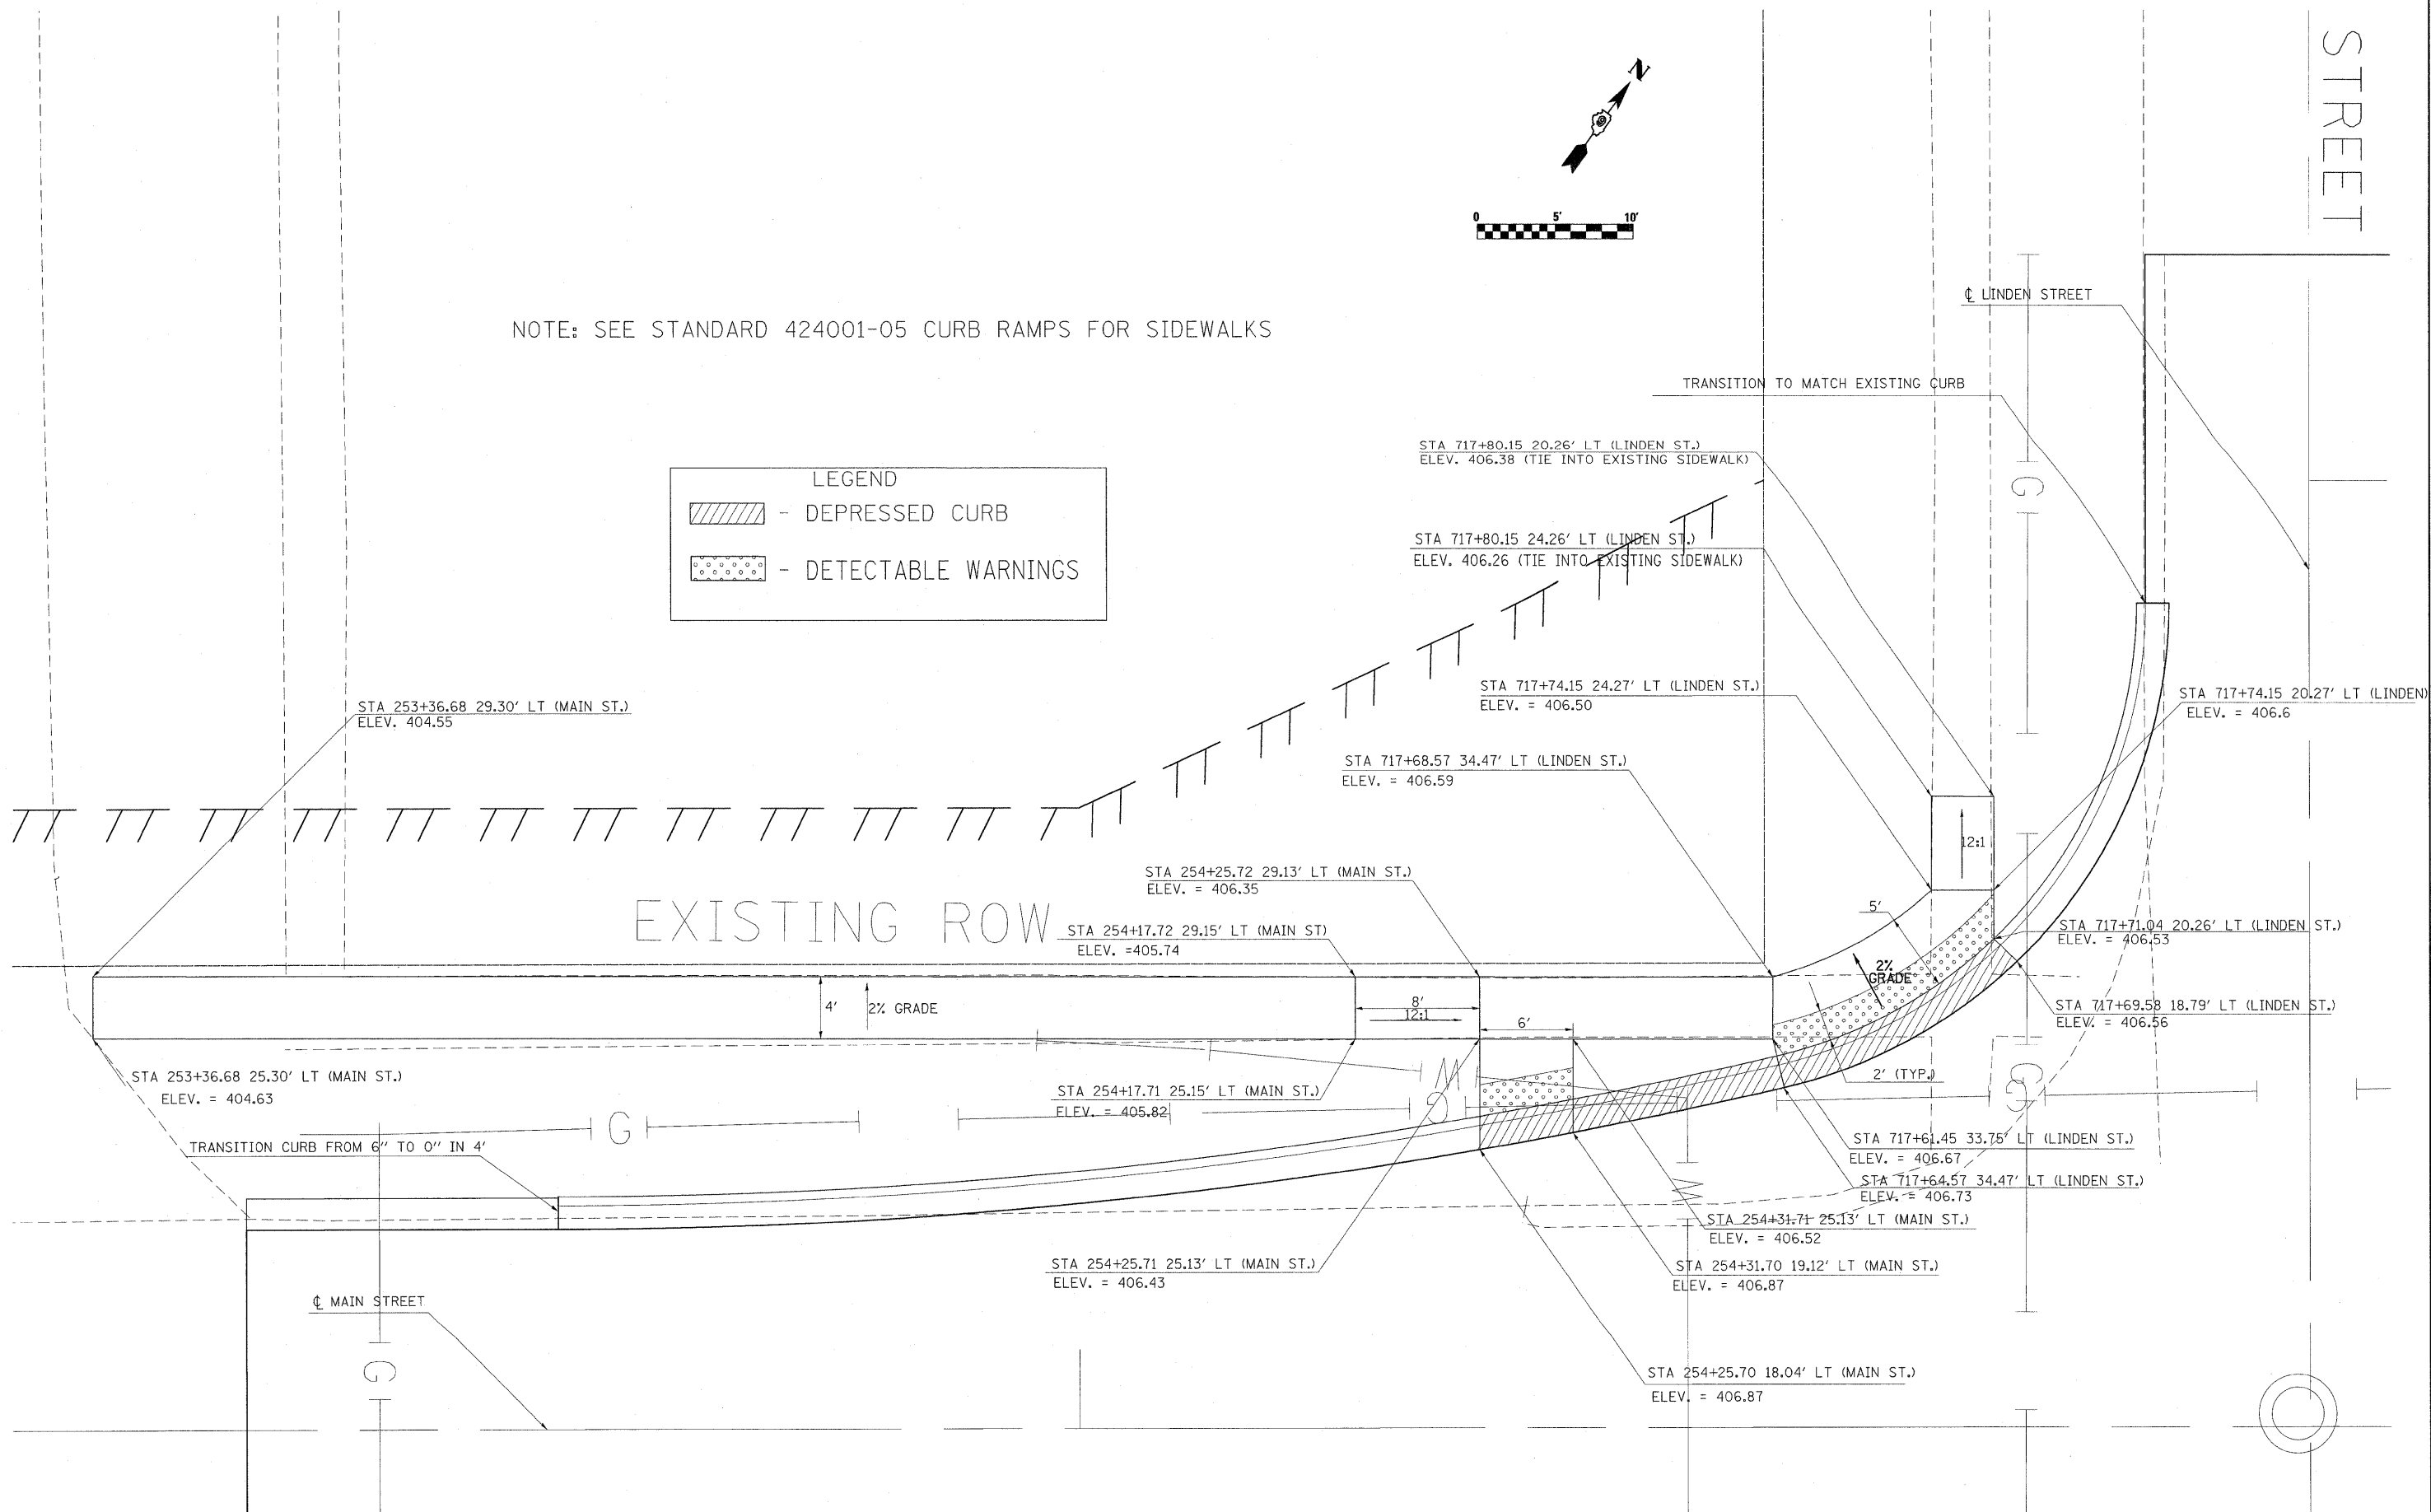 STREET
N
0 5' 10'
℄ LINDEN STREET
NOTE: SEE STANDARD 424001-05 CURB RAMPS FOR SIDEWALKS
TRANSITION TO MATCH EXISTING CURB
STA 717+80.15 20.26' LT (LINDEN ST.)
ELEV. 406.38 (TIE INTO EXISTING SIDEWALK)
LEGEND
- DEPRESSED CURB
- DETECTABLE WARNINGS
G
STA 717+80.15 24.26' LT (LINDEN ST.)
ELEV. 406.26 (TIE INTO EXISTING SIDEWALK)
STA 717+74.15 24.27' LT (LINDEN ST.)
ELEV. = 406.50
STA 717+74.15 20.27' LT (LINDEN)
ELEV. = 406.6
STA 253+36.68 29.30' LT (MAIN ST.)
ELEV. 404.55
STA 717+68.57 34.47' LT (LINDEN ST.)
ELEV. = 406.59
12:1
STA 254+25.72 29.13' LT (MAIN ST.)
ELEV. = 406.35
5'
EXISTING ROW
STA 254+17.72 29.15' LT (MAIN ST)
ELEV. =405.74
STA 717+71.04 20.26' LT (LINDEN ST.)
ELEV. = 406.53
2%
GRADE
4'
2% GRADE
8'
12:1
6'
STA 717+69.58 18.79' LT (LINDEN ST.)
ELEV. = 406.56
STA 253+36.68 25.30' LT (MAIN ST.)
ELEV. = 404.63
STA 254+17.71 25.15' LT (MAIN ST.)
ELEV. = 405.82
W
G
2' (TYP.)
G
G
G
TRANSITION CURB FROM 6" TO 0" IN 4'
STA 717+61.45 33.75' LT (LINDEN ST.)
ELEV. = 406.67
STA 717+64.57 34.47' LT (LINDEN ST.)
ELEV. = 406.73
W
STA 254+31.71 25.13' LT (MAIN ST.)
ELEV. = 406.52
STA 254+25.71 25.13' LT (MAIN ST.)
ELEV. = 406.43
STA 254+31.70 19.12' LT (MAIN ST.)
ELEV. = 406.87
℄ MAIN STREET
G
STA 254+25.70 18.04' LT (MAIN ST.)
ELEV. = 406.87